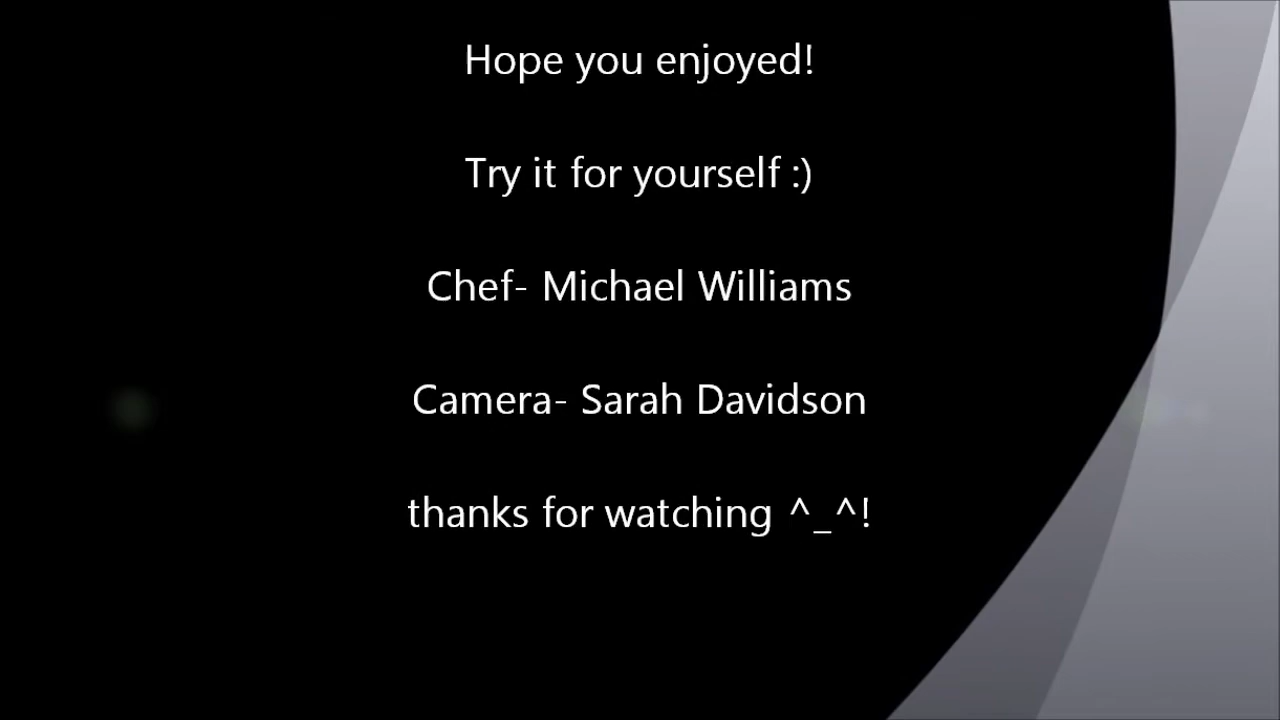 Hope you enjoyed!
Try it for yourself :)
Chef- Michael Williams
Camera- Sarah Davidson
thanks for watching ^_^!